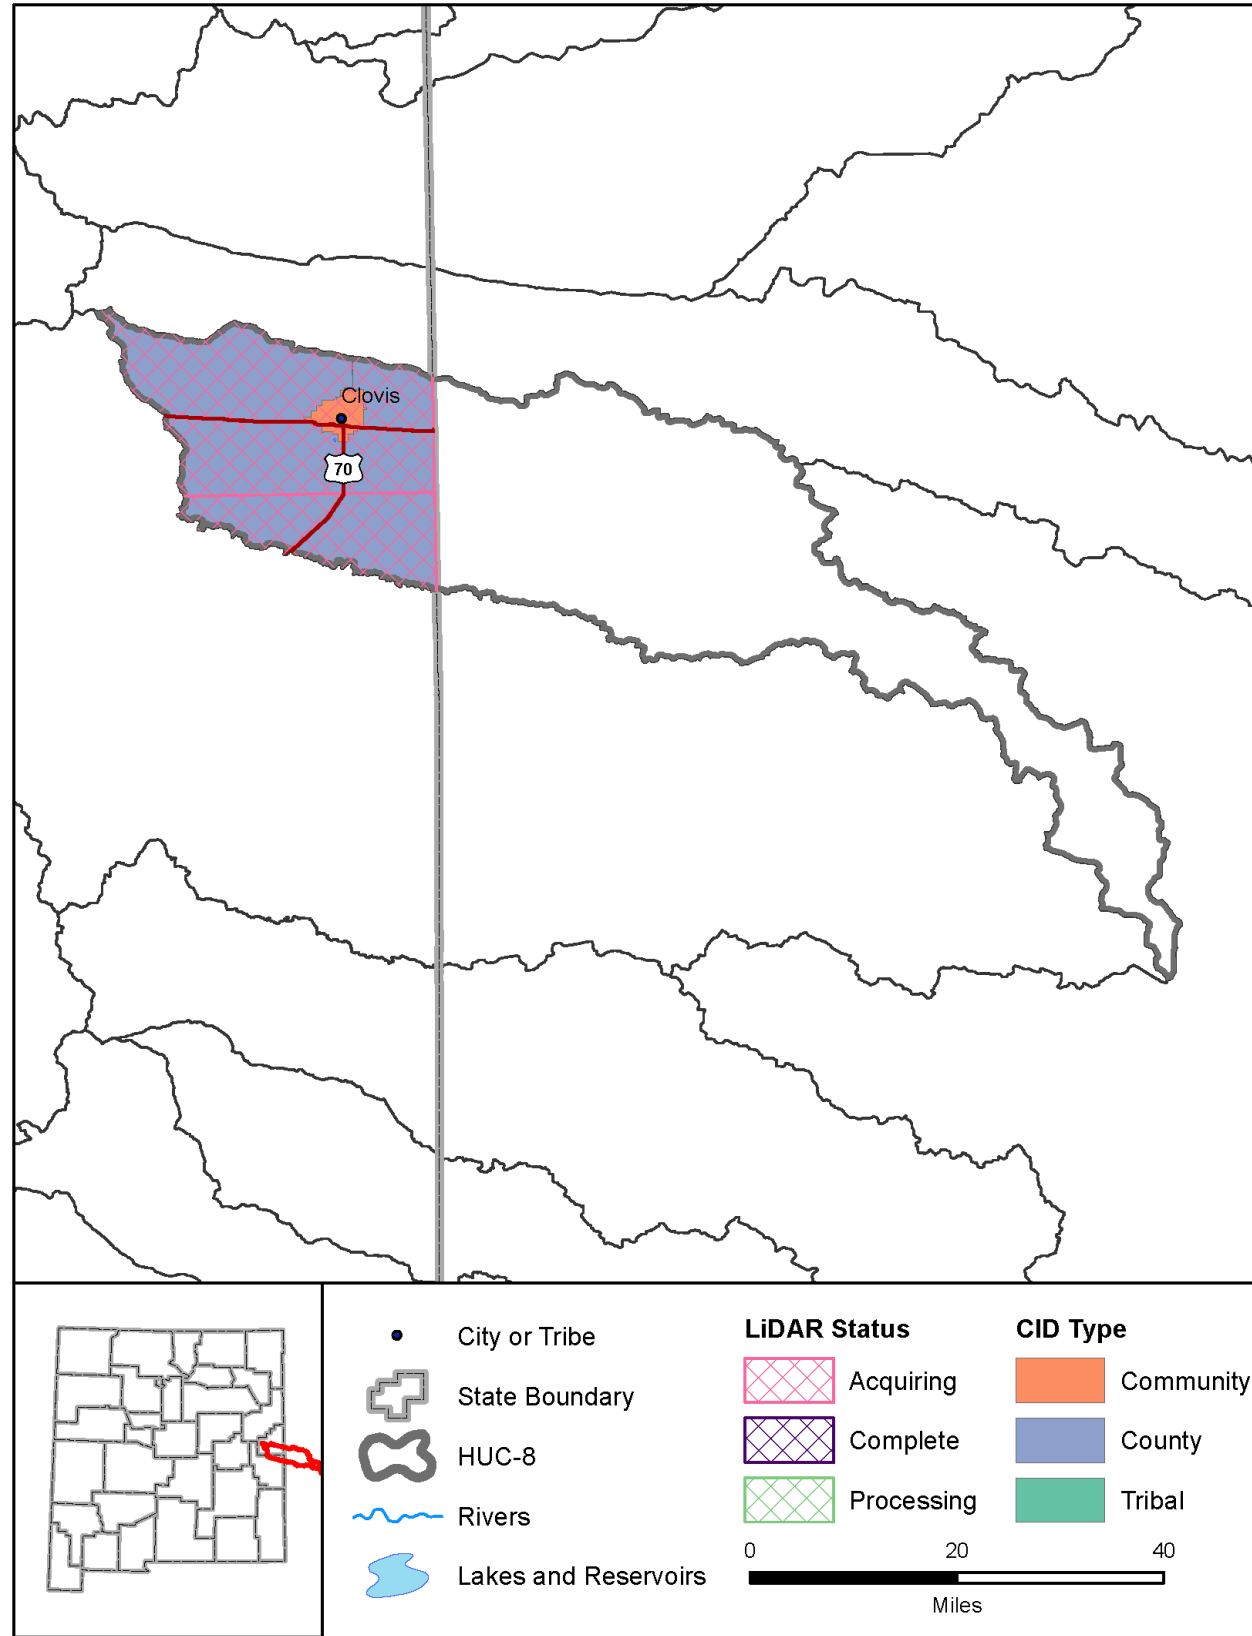 Clovis
70
City or Tribe
State Boundary
HUC-8
Rivers
Lakes and Reservoirs
LiDAR Status
Acquiring
Complete
Processing
CID Type
Community
County
Tribal
0 20 40
Miles